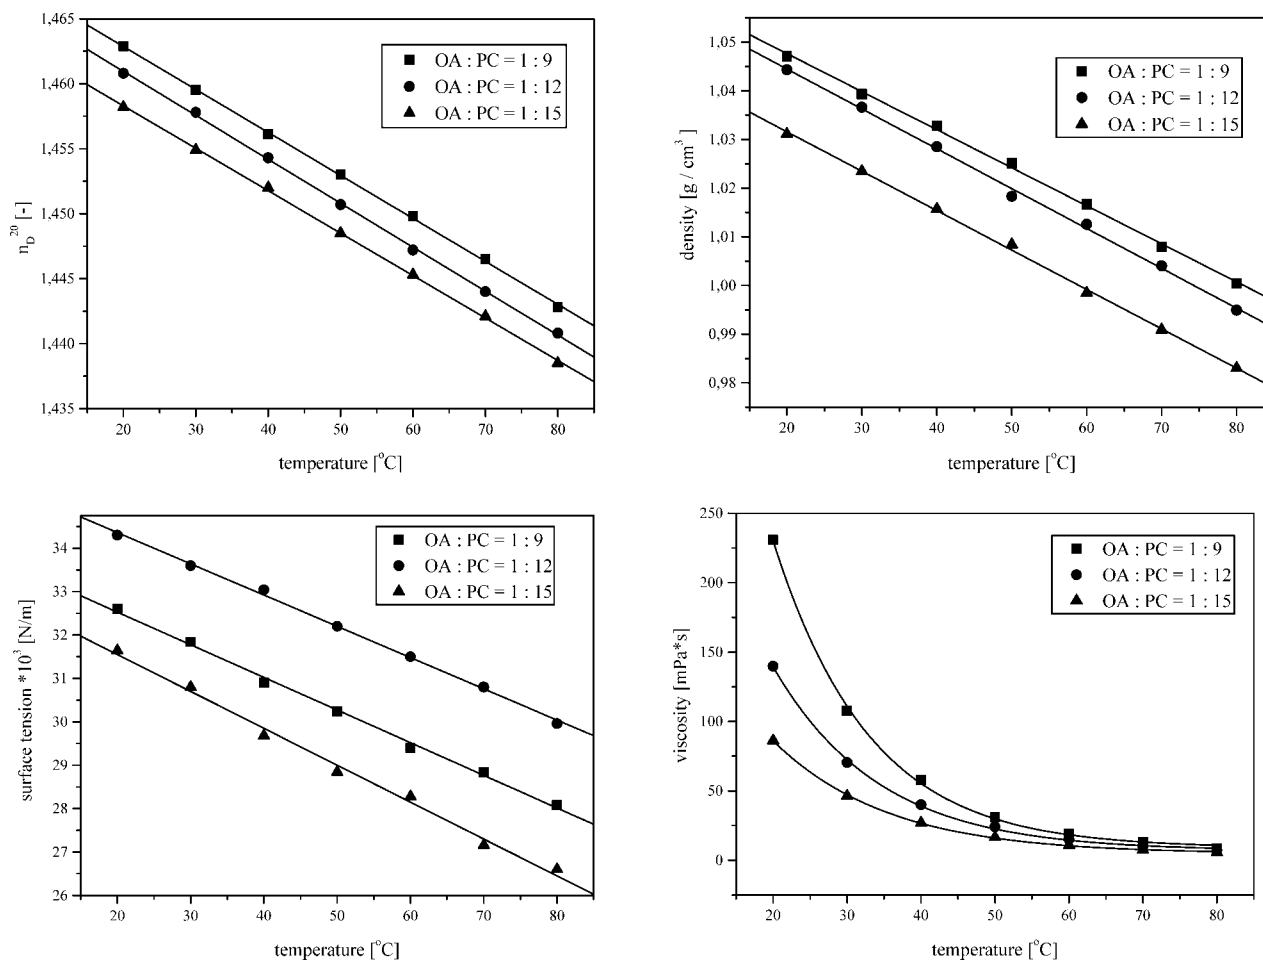 1,465
1,460
1,455
1,450
1,445
1,440
1,435
n_D^20 [-]
OA : PC = 1 : 9
OA : PC = 1 : 12
OA : PC = 1 : 15
20 30 40 50 60 70 80
temperature [°C]
1,05
1,04
1,03
1,02
1,01
1,00
0,99
0,98
density [g / cm³]
OA : PC = 1 : 9
OA : PC = 1 : 12
OA : PC = 1 : 15
20 30 40 50 60 70 80
temperature [°C]
34
33
32
31
30
29
28
27
26
surface tension *10³ [N/m]
OA : PC = 1 : 9
OA : PC = 1 : 12
OA : PC = 1 : 15
20 30 40 50 60 70 80
temperature [°C]
250
200
150
100
50
0
viscosity [mPa*s]
OA : PC = 1 : 9
OA : PC = 1 : 12
OA : PC = 1 : 15
20 30 40 50 60 70 80
temperature [°C]